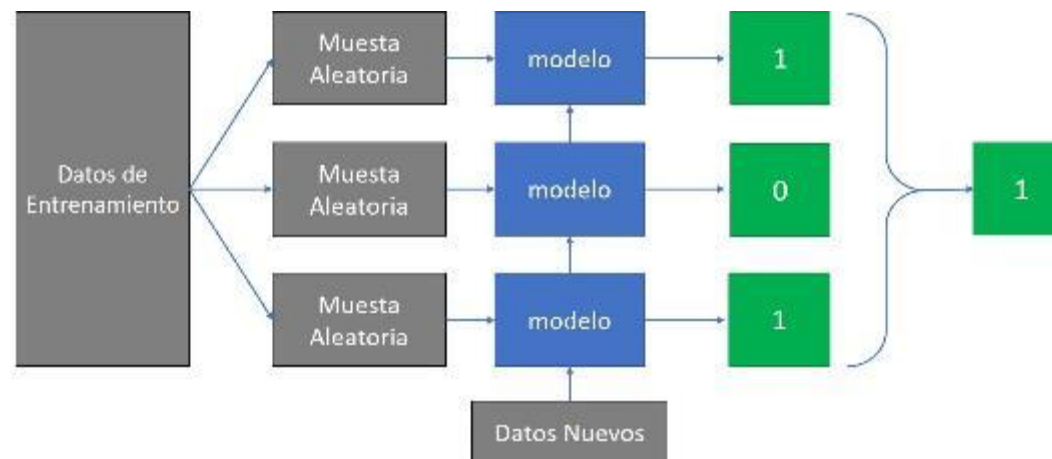 Datos de
Entrenamiento
Muesta
Aleatoria
modelo
1
Muesta
Aleatoria
modelo
0
1
Muesta
Aleatoria
modelo
1
Datos Nuevos